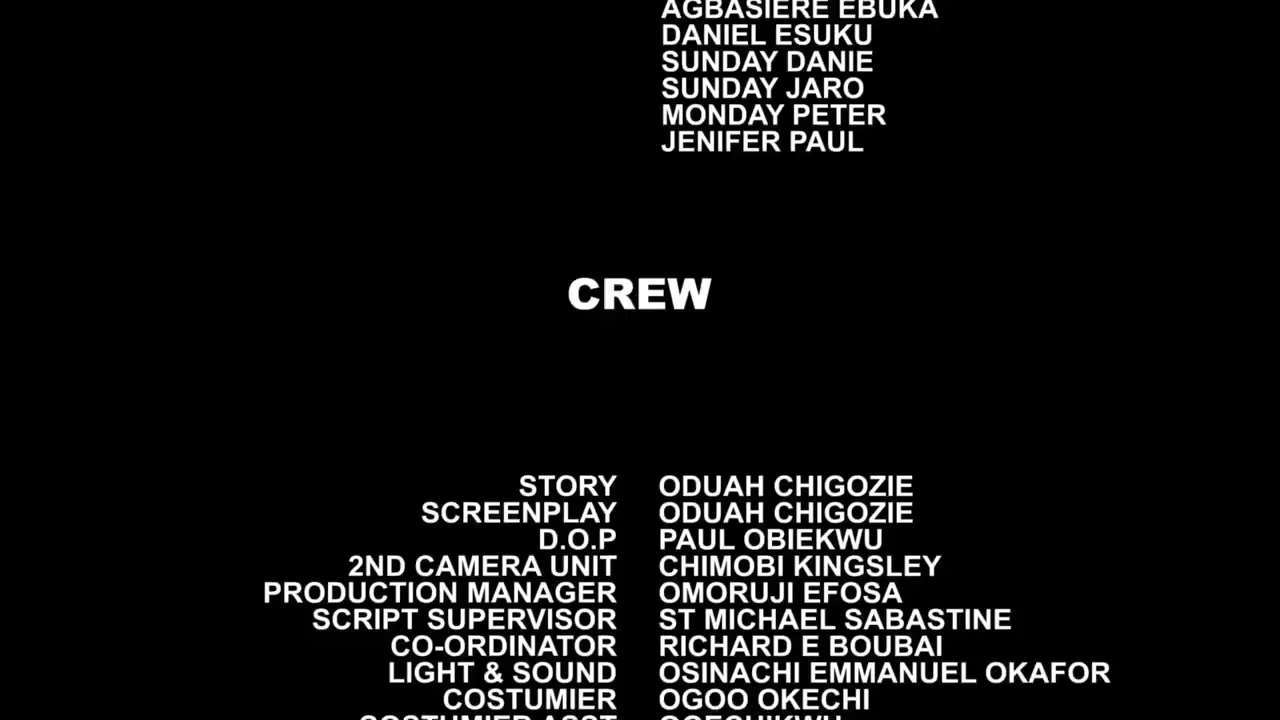 AGBASIERE EBUKA
DANIEL ESUKU
SUNDAY DANIE
SUNDAY JARO
MONDAY PETER
JENIFER PAUL
CREW
STORY ODUAH CHIGOZIE
SCREENPLAY ODUAH CHIGOZIE
D.O.P PAUL OBIEKWU
2ND CAMERA UNIT CHIMOBI KINGSLEY
PRODUCTION MANAGER OMORUJI EFOSA
SCRIPT SUPERVISOR ST MICHAEL SABASTINE
CO-ORDINATOR RICHARD E BOUBAI
LIGHT & SOUND OSINACHI EMMANUEL OKAFOR
COSTUMIER OGOO OKECHI
COSTUMIER ASST